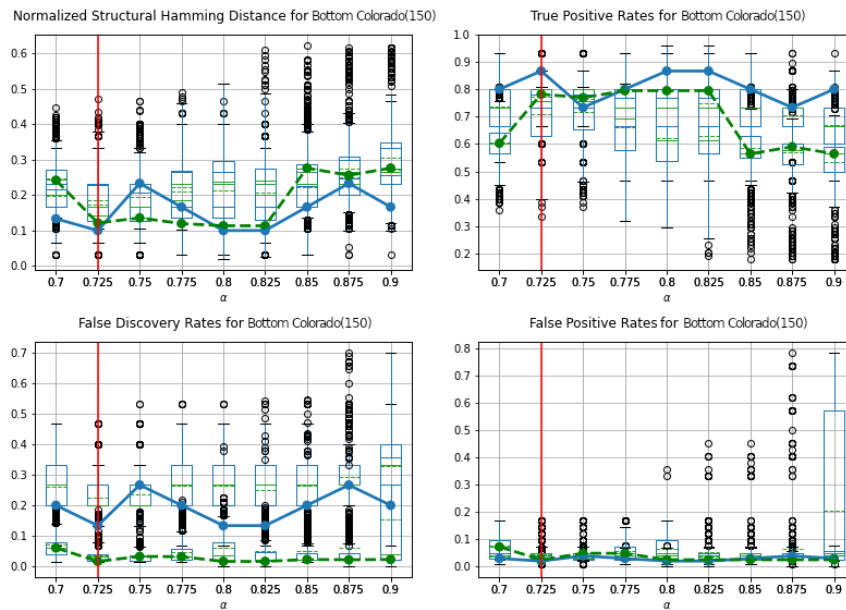 Normalized Structural Hamming Distance for Bottom Colorado(150)
0.6
0.5
0.4
0.3
0.2
0.1
0.0
0.7 0.725 0.75 0.775 0.8 0.825 0.85 0.875 0.9
α
True Positive Rates for Bottom Colorado(150)
1.0
0.9
0.8
0.7
0.6
0.5
0.4
0.3
0.2
0.7 0.725 0.75 0.775 0.8 0.825 0.85 0.875 0.9
α
False Discovery Rates for Bottom Colorado(150)
0.7
0.6
0.5
0.4
0.3
0.2
0.1
0.0
0.7 0.725 0.75 0.775 0.8 0.825 0.85 0.875 0.9
α
False Positive Rates for Bottom Colorado(150)
0.8
0.7
0.6
0.5
0.4
0.3
0.2
0.1
0.0
0.7 0.725 0.75 0.775 0.8 0.825 0.85 0.875 0.9
α